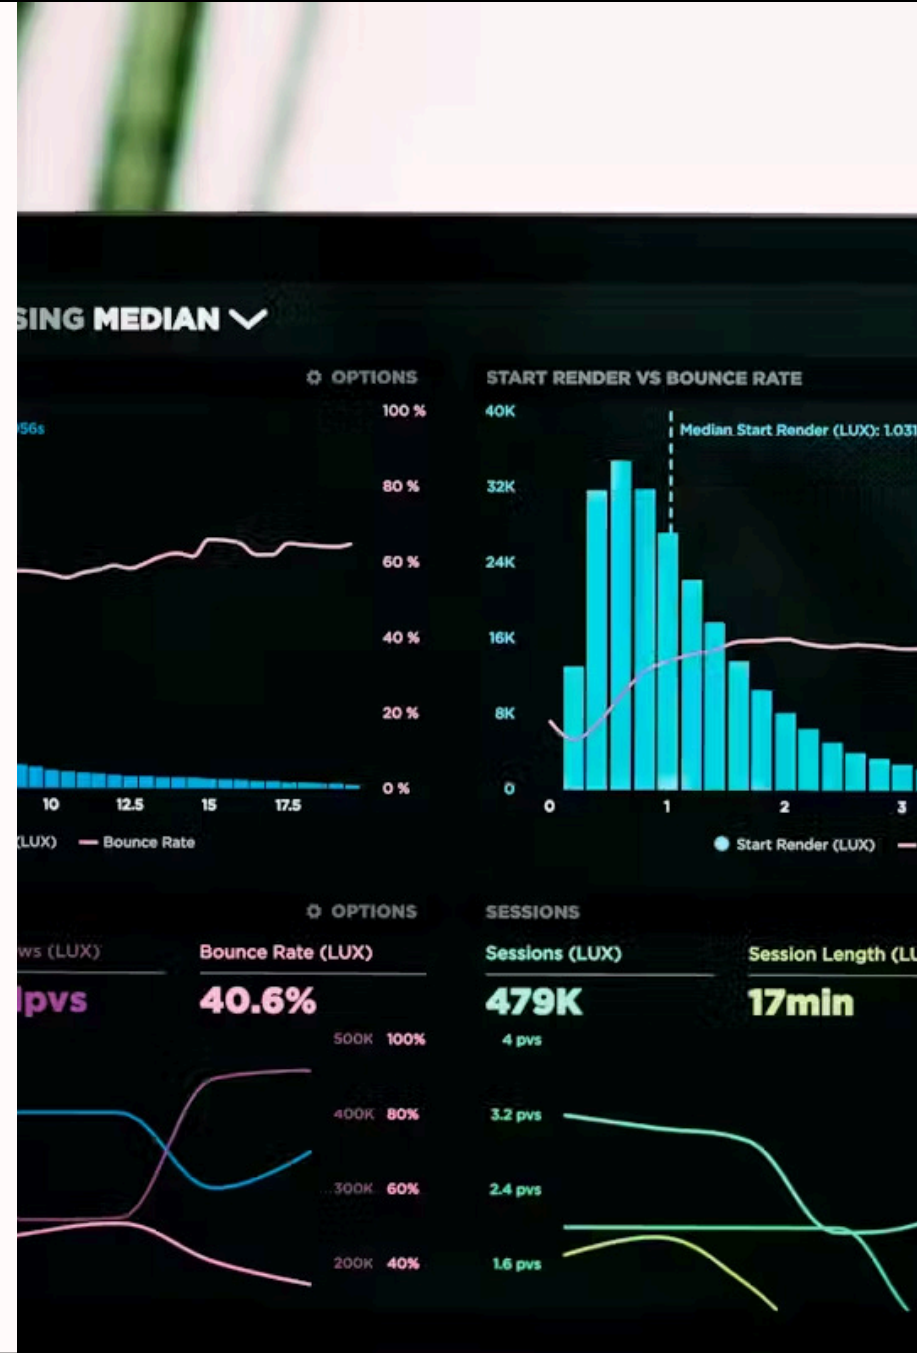 SING MEDIAN
OPTIONS
56s
100 %
80 %
60 %
40 %
20 %
0 %
10 12.5 15 17.5
(LUX) Bounce Rate
START RENDER VS BOUNCE RATE
40K
Median Start Render (LUX): 1.031
32K
24K
16K
8K
0
0 1 2 3
Start Render (LUX)
OPTIONS
ws (LUX) Bounce Rate (LUX)
pvs 40.6%
500K 100%
400K 80%
300K 60%
200K 40%
SESSIONS
Sessions (LUX) Session Length (LU
479K 17min
4 pvs
3.2 pvs
2.4 pvs
1.6 pvs